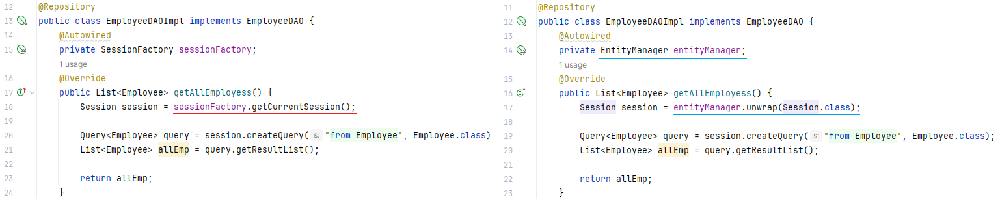 12 @Repository
13 public class EmployeeDAOImpl implements EmployeeDAO {
14 @Autowired
15 private SessionFactory sessionFactory;
1 usage
16 @Override
17 public List<Employee> getAllEmployess() {
18 Session session = sessionFactory.getCurrentSession();
19
20 Query<Employee> query = session.createQuery( s: "from Employee", Employee.class)
21 List<Employee> allEmp = query.getResultList();
22
23 return allEmp;
24 }
11 @Repository
12 public class EmployeeDAOImpl implements EmployeeDAO {
13 @Autowired
14 private EntityManager entityManager;
1 usage
15 @Override
16 public List<Employee> getAllEmployess() {
17 Session session = entityManager.unwrap(Session.class);
18
19 Query<Employee> query = session.createQuery( s: "from Employee", Employee.class);
20 List<Employee> allEmp = query.getResultList();
21
22 return allEmp;
23 }